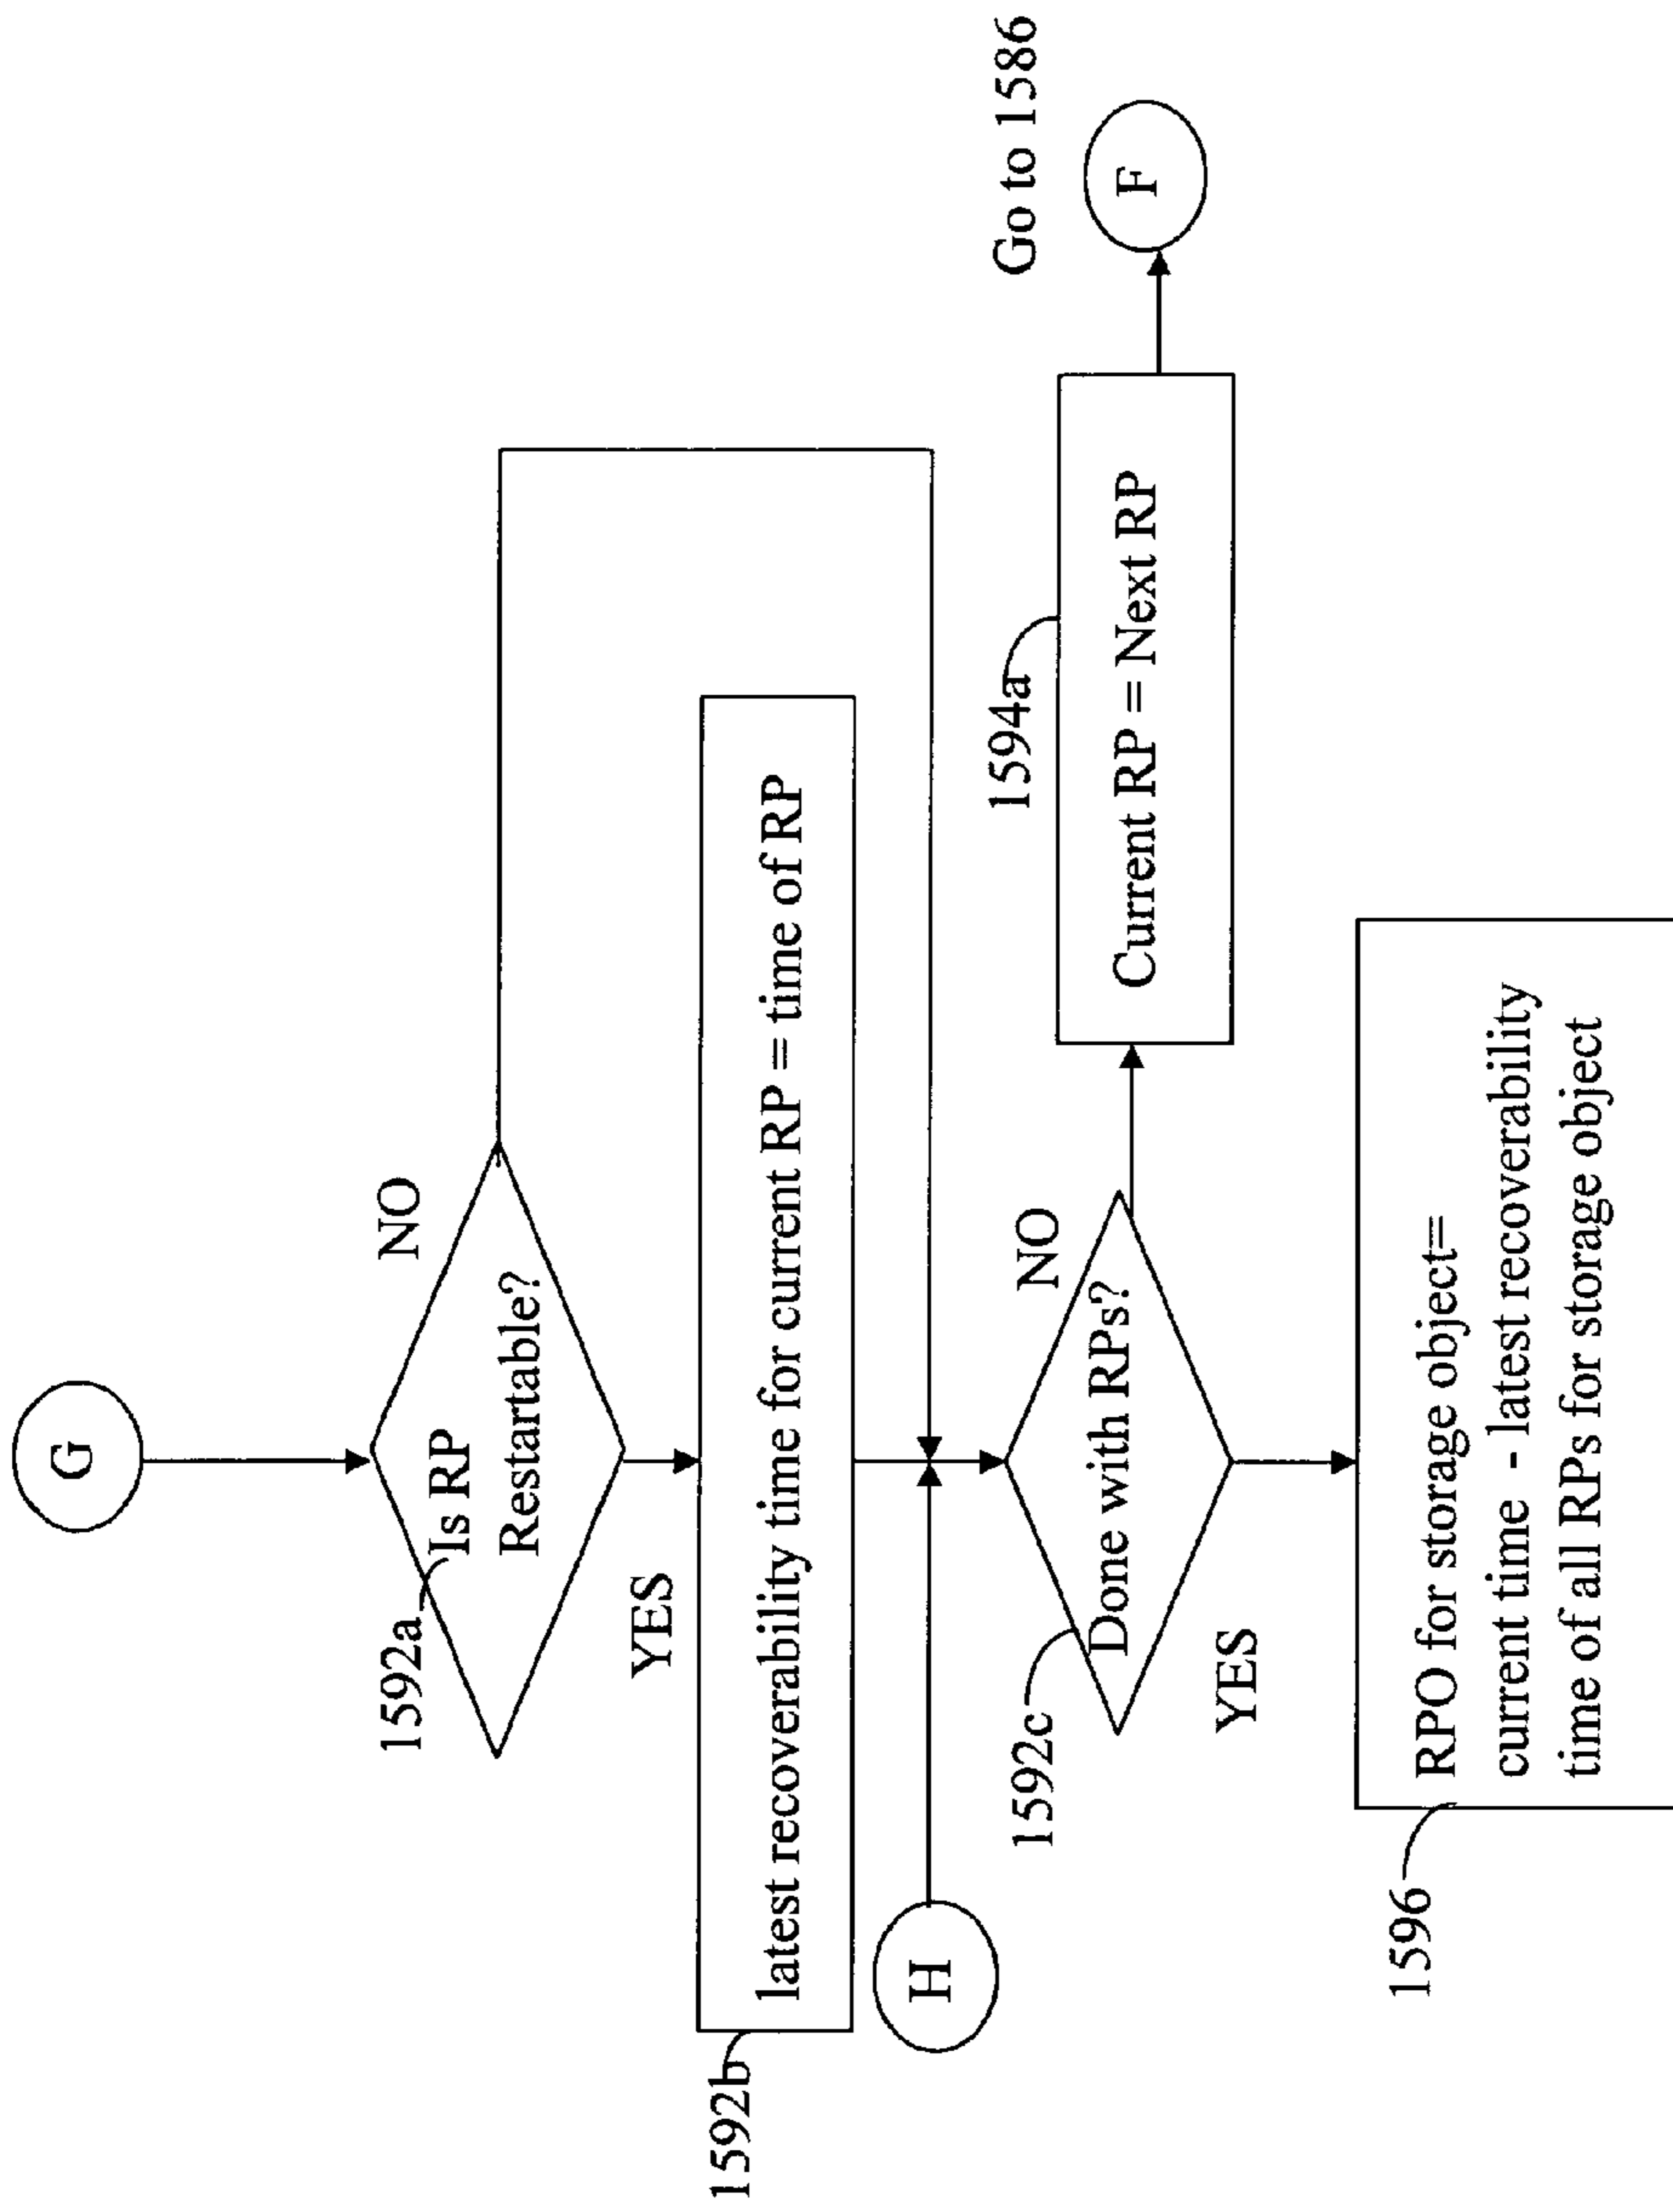 G
1592a
Is RP
Restartable?
NO
YES
1592b
latest recoverability time for current RP = time of RP
H
1592c
Done with RPs?
NO
1594a
Current RP = Next RP
Go to 1586
F
YES
1596
RPO for storage object=
current time - latest recoverability
time of all RPs for storage object